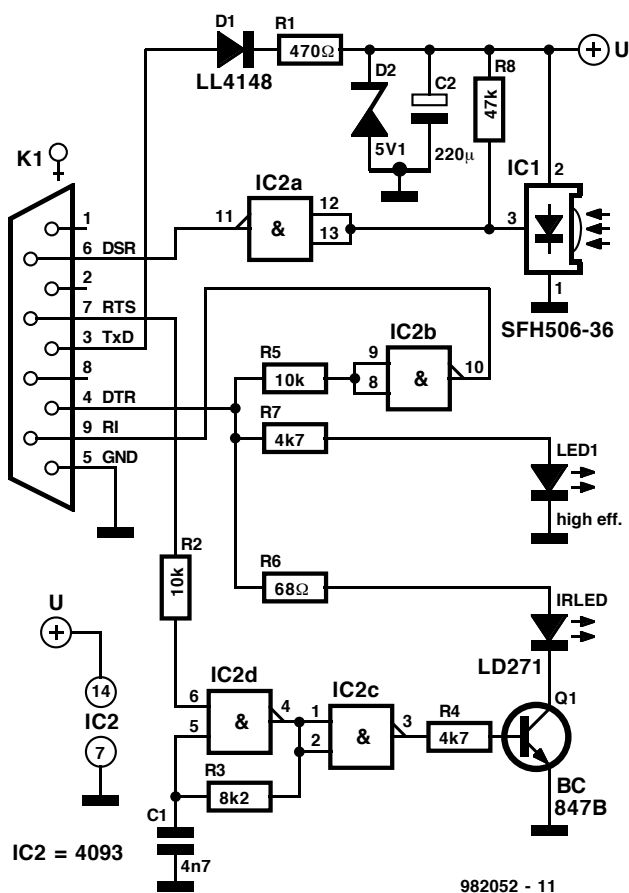 D1
R1
470Ω
LL4148
D2
5V1
C2
220µ
R8
47k
U
IC1
2
3
1
SFH506-36
K1
IC2a
11
&
12
13
1
6 DSR
2
7 RTS
3 TxD
8
4 DTR
9 RI
5 GND
IC2b
R5
10k
9
8
&
10
R7
4k7
LED1
high eff.
R2
10k
R6
68Ω
IRLED
LD271
U
14
IC2
7
IC2d
6
5
&
4
IC2c
1
2
&
3
R4
4k7
Q1
BC
847B
R3
8k2
C1
4n7
IC2 = 4093
982052 - 11